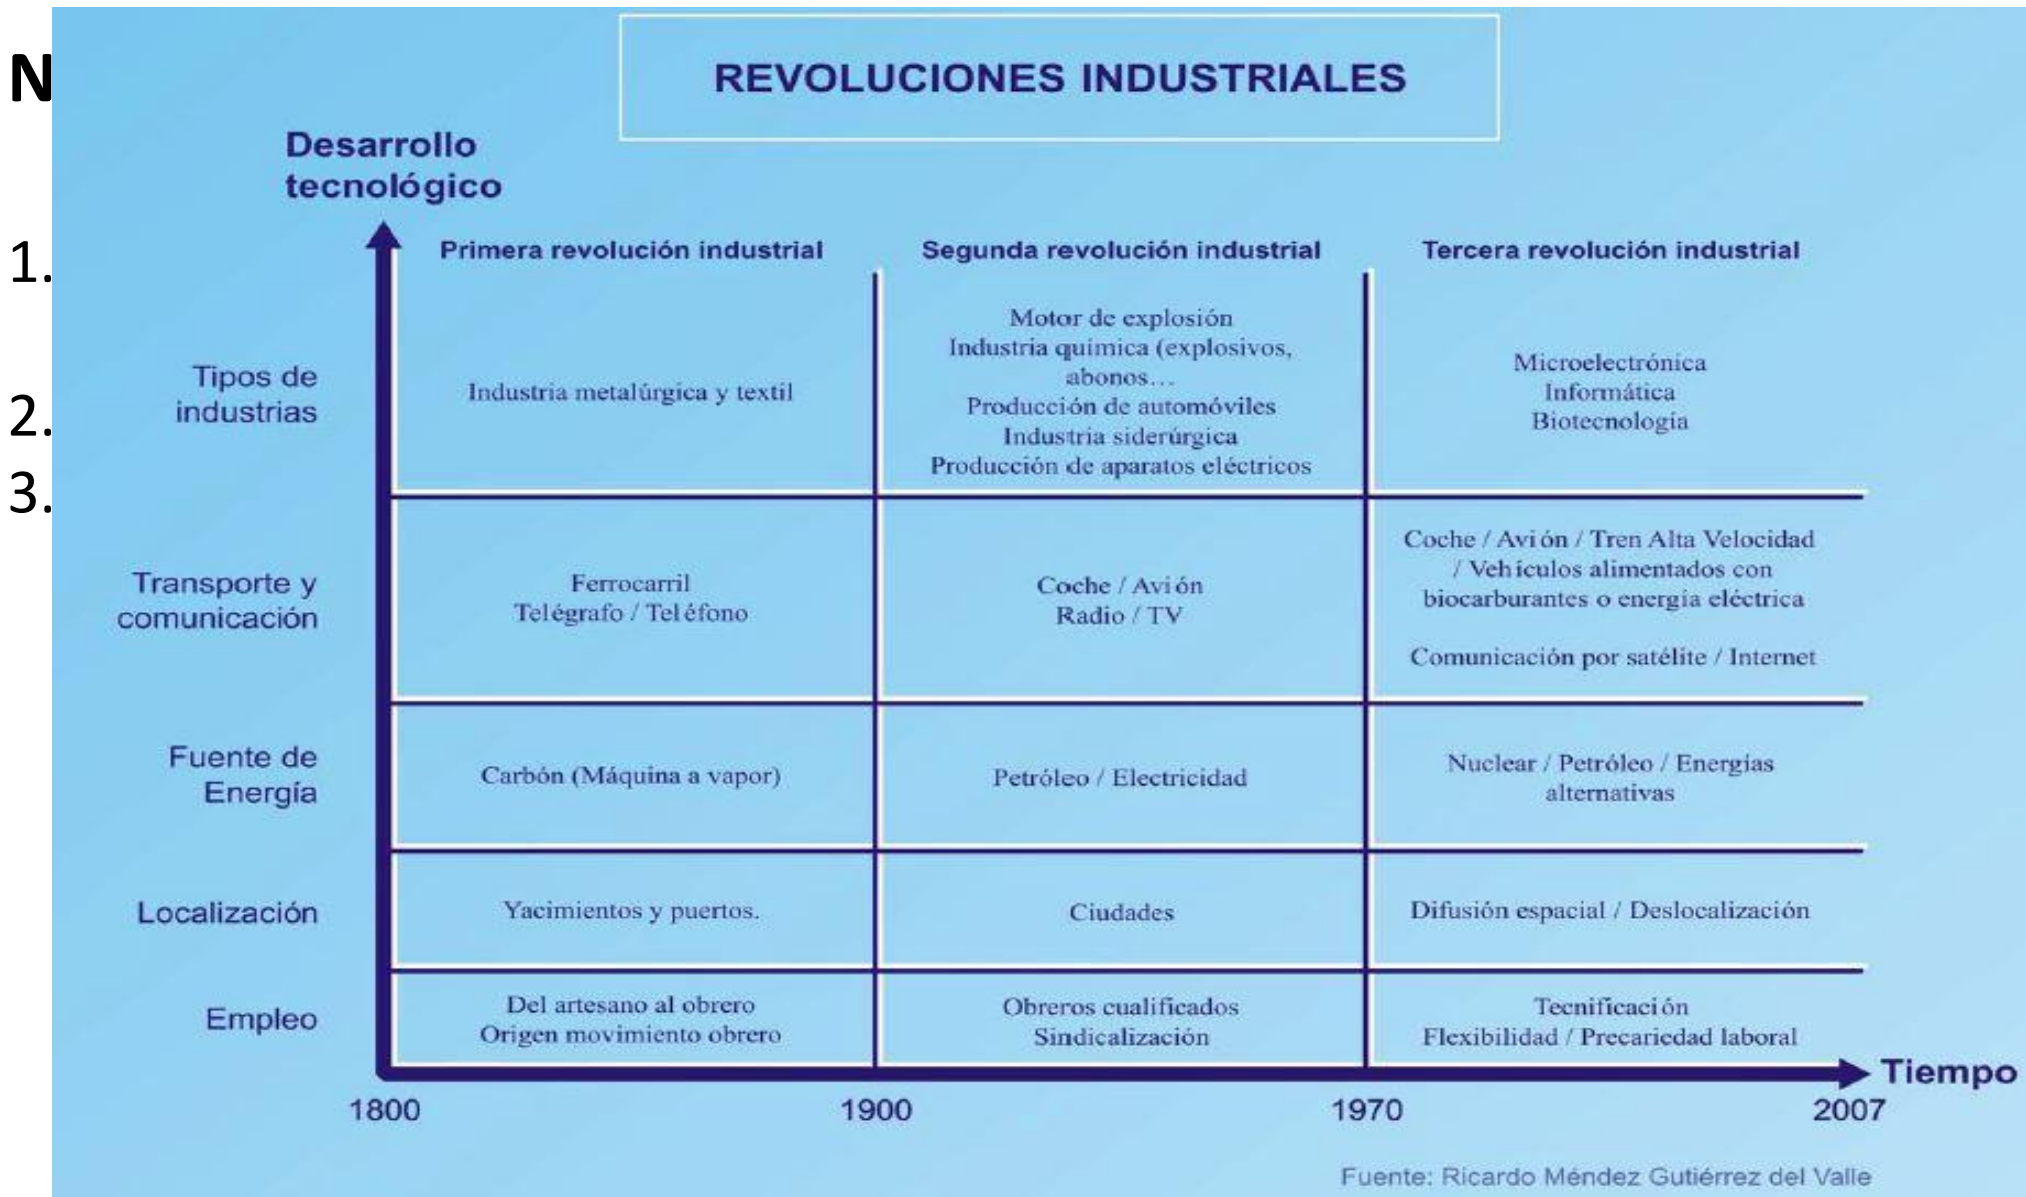 N
REVOLUCIONES INDUSTRIALES
Desarrollo
tecnológico
1.
2.
3.
Primera revolución industrial
Segunda revolución industrial
Tercera revolución industrial
Tipos de
industrias
Industria metalúrgica y textil
Motor de explosión
Industria química (explosivos,
abonos…
Producción de automóviles
Industria siderúrgica
Producción de aparatos eléctricos
Microelectrónica
Informática
Biotecnología
Transporte y
comunicación
Ferrocarril
Telégrafo / Teléfono
Coche / Avión
Radio / TV
Coche / Avión / Tren Alta Velocidad
/ Vehículos alimentados con
biocarburantes o energía eléctrica
Comunicación por satélite / Internet
Fuente de
Energía
Carbón (Máquina a vapor)
Petróleo / Electricidad
Nuclear / Petróleo / Energías
alternativas
Localización
Yacimientos y puertos.
Ciudades
Difusión espacial / Deslocalización
Empleo
Del artesano al obrero
Origen movimiento obrero
Obreros cualificados
Sindicalización
Tecnificación
Flexibilidad / Precariedad laboral
Tiempo
1800
1900
1970
2007
Fuente: Ricardo Méndez Gutiérrez del Valle